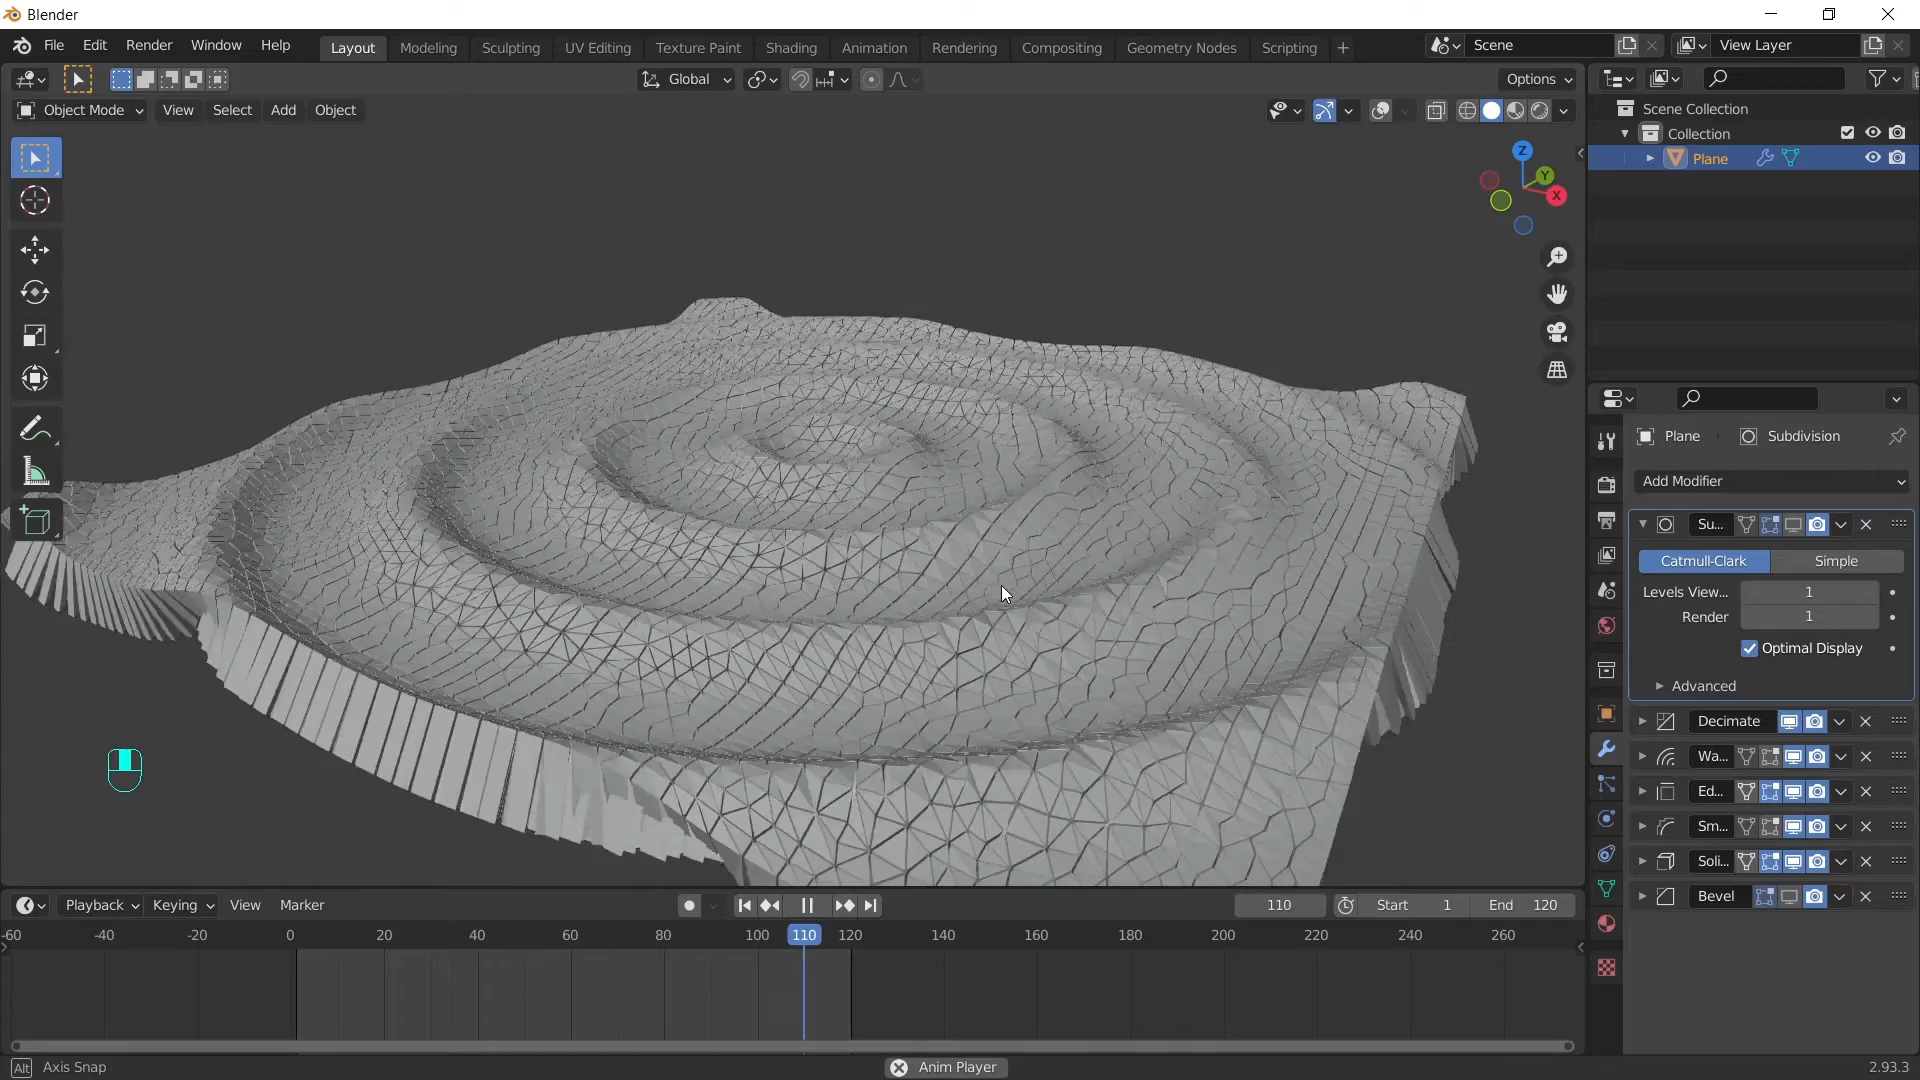 Blender
File Edit Render Window Help Layout Modeling Sculpting UV Editing Texture Paint Shading Animation Rendering Compositing Geometry Nodes Scripting + Scene View Layer
Global Options
Object Mode View Select Add Object
Scene Collection
Collection
Plane
Z
Y
X
Plane Subdivision
Add Modifier
Su...
Catmull-Clark Simple
Levels View... 1
Render 1
Optimal Display
Advanced
Decimate
Wa...
Ed...
Sm...
Soli...
Bevel
Playback Keying View Marker 110 Start 1 End 120
-60 -40 -20 0 20 40 60 80 100 110 120 140 160 180 200 220 240 260
Alt Axis Snap Anim Player 2.93.3